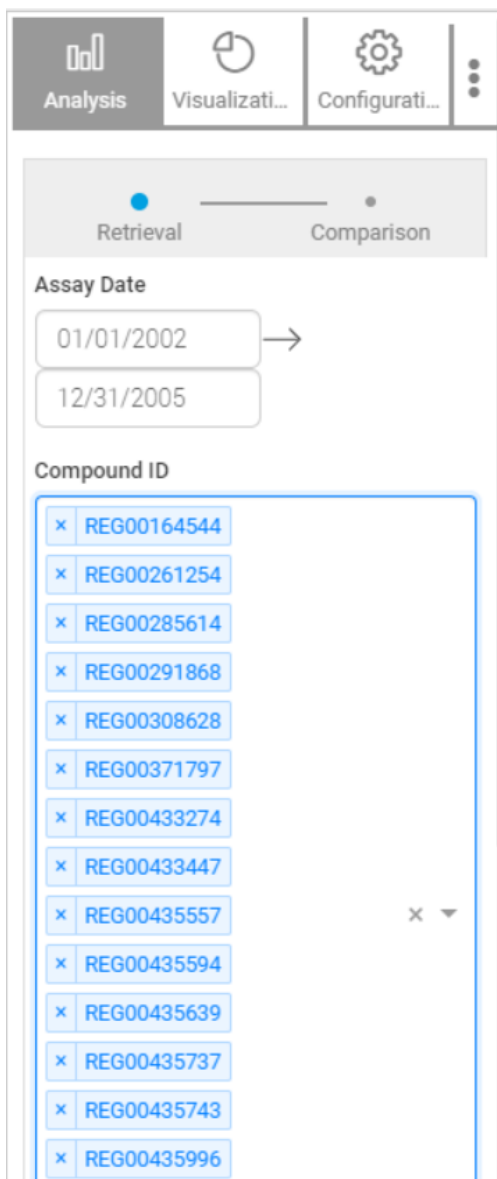 Analysis Visualizati... Configurati...
Retrieval Comparison
Assay Date
01/01/2002 →
12/31/2005
Compound ID
× REG00164544
× REG00261254
× REG00285614
× REG00291868
× REG00308628
× REG00371797
× REG00433274
× REG00433447
× REG00435557 ×
× REG00435594
× REG00435639
× REG00435737
× REG00435743
× REG00435996